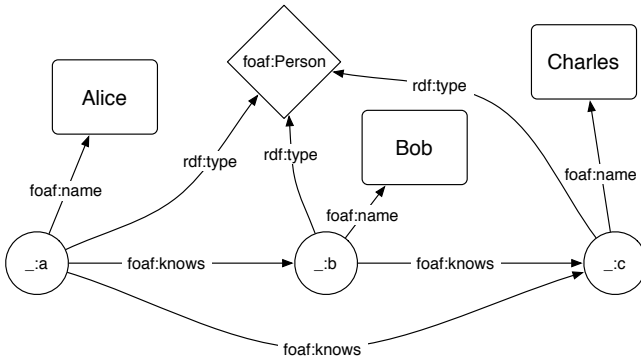 foaf:Person
Charles
Alice
rdf:type
Bob
rdf:type
rdf:type
foaf:name
foaf:name
foaf:name
_:a
foaf:knows
_:b
foaf:knows
_:c
foaf:knows